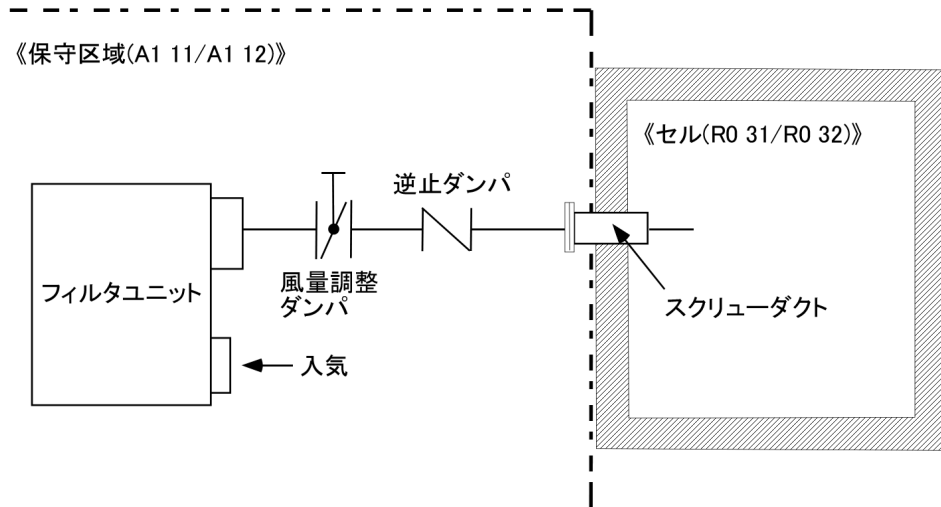 《保守区域(A1 11/A1 12)》
《セル(R0 31/R0 32)》
逆止ダンパ
風量調整
ダンパ
フィルタユニット
スクリューダクト
入気